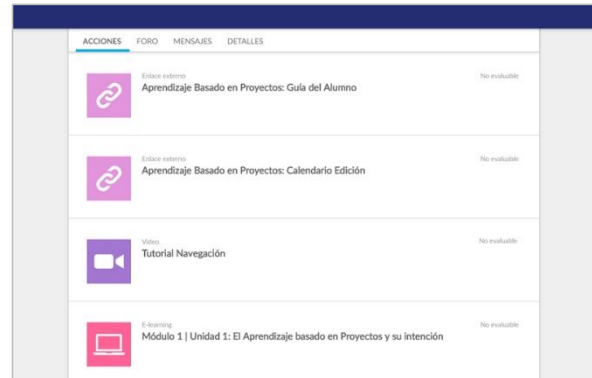 ACCIONES FORO MENSAJES DETALLES
Enlace externo No evaluable
Aprendizaje Basado en Proyectos: Guía del Alumno
Enlace externo No evaluable
Aprendizaje Basado en Proyectos: Calendario Edición
Video No evaluable
Tutorial Navegación
E-learning No evaluable
Módulo 1 | Unidad 1: El Aprendizaje basado en Proyectos y su intención